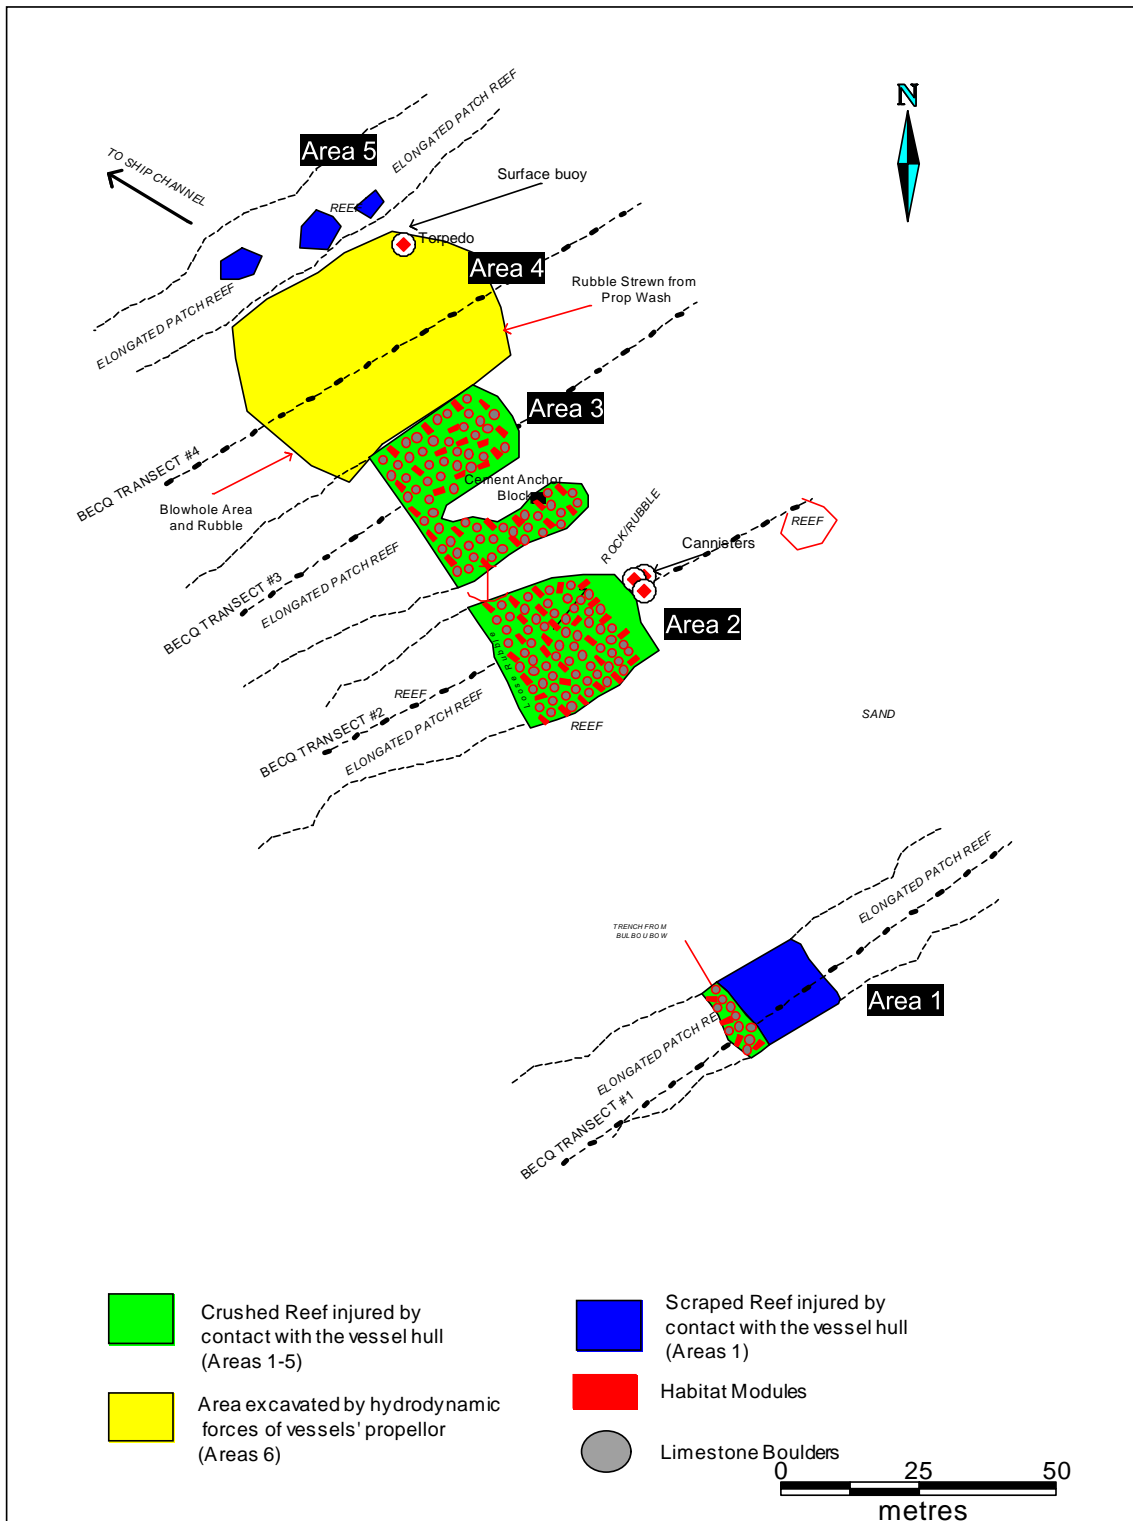 N
ELONGATED PATCH REEF
Area 5
TO SHIP CHANNEL
Surface buoy
REEF
Torpedo
Area 4
Rubble Strewn from
Prop Wash
ELONGATED PATCH REEF
Area 3
BECQ TRANSECT #4
Cement Anchor
Block
Blowhole Area
and Rubble
ROCK/RUBBLE
REEF
Cannisters
ELONGATED PATCH REEF
BECQ TRANSECT #3
Area 2
Loose Rubble
REEF
ELONGATED PATCH REEF
BECQ TRANSECT #2
REEF
SAND
ELONGATED PATCH REEF
TRENCH FROM
BULBOU BOW
Area 1
ELONGATED PATCH RE
BECQ TRANSECT #1
Crushed Reef injured by
contact with the vessel hull
(Areas 1-5)
Scraped Reef injured by
contact with the vessel hull
(Areas 1)
Area excavated by hydrodynamic
forces of vessels' propellor
(Areas 6)
Habitat Modules
Limestone Boulders
0 25 50
metres